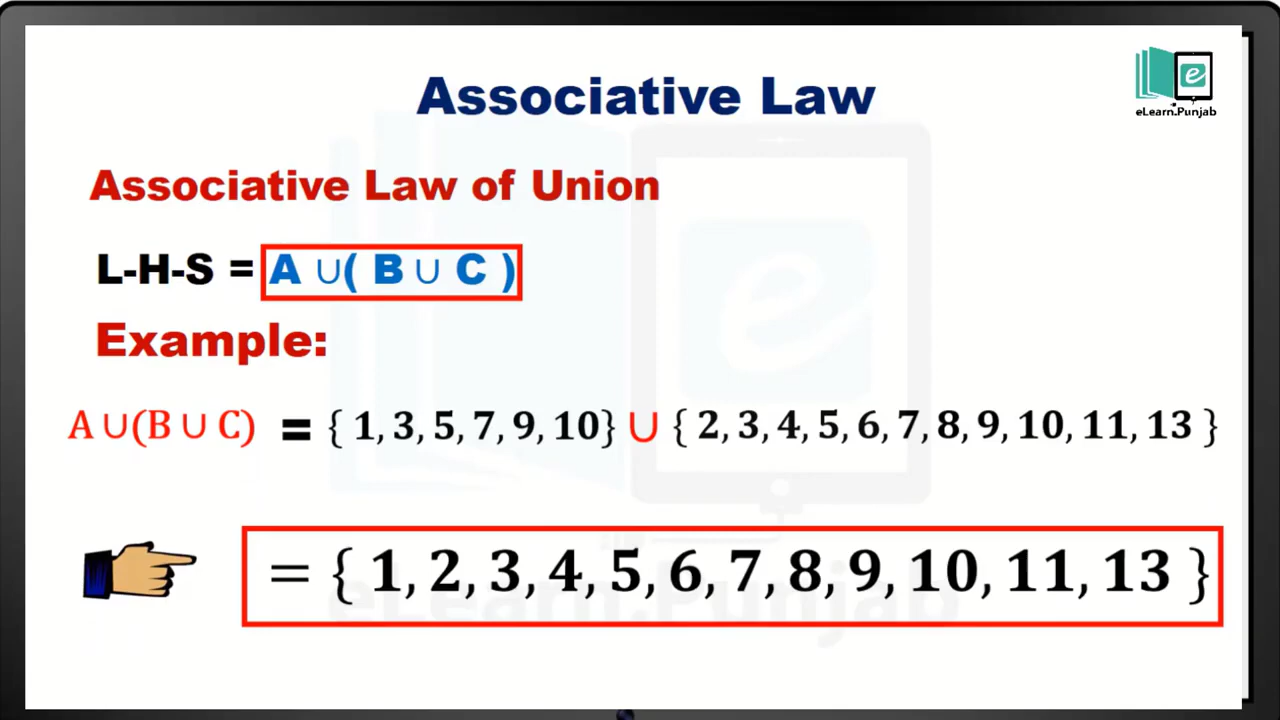 Associative Law
eLearn.Punjab
Associative Law of Union
L-H-S = A ∪( B ∪ C )
Example:
A ∪(B ∪ C) = { 1, 3, 5, 7, 9, 10} ∪ { 2, 3, 4, 5, 6, 7, 8, 9, 10, 11, 13 }
= { 1, 2, 3, 4, 5, 6, 7, 8, 9, 10, 11, 13 }
eLearn.Punjab